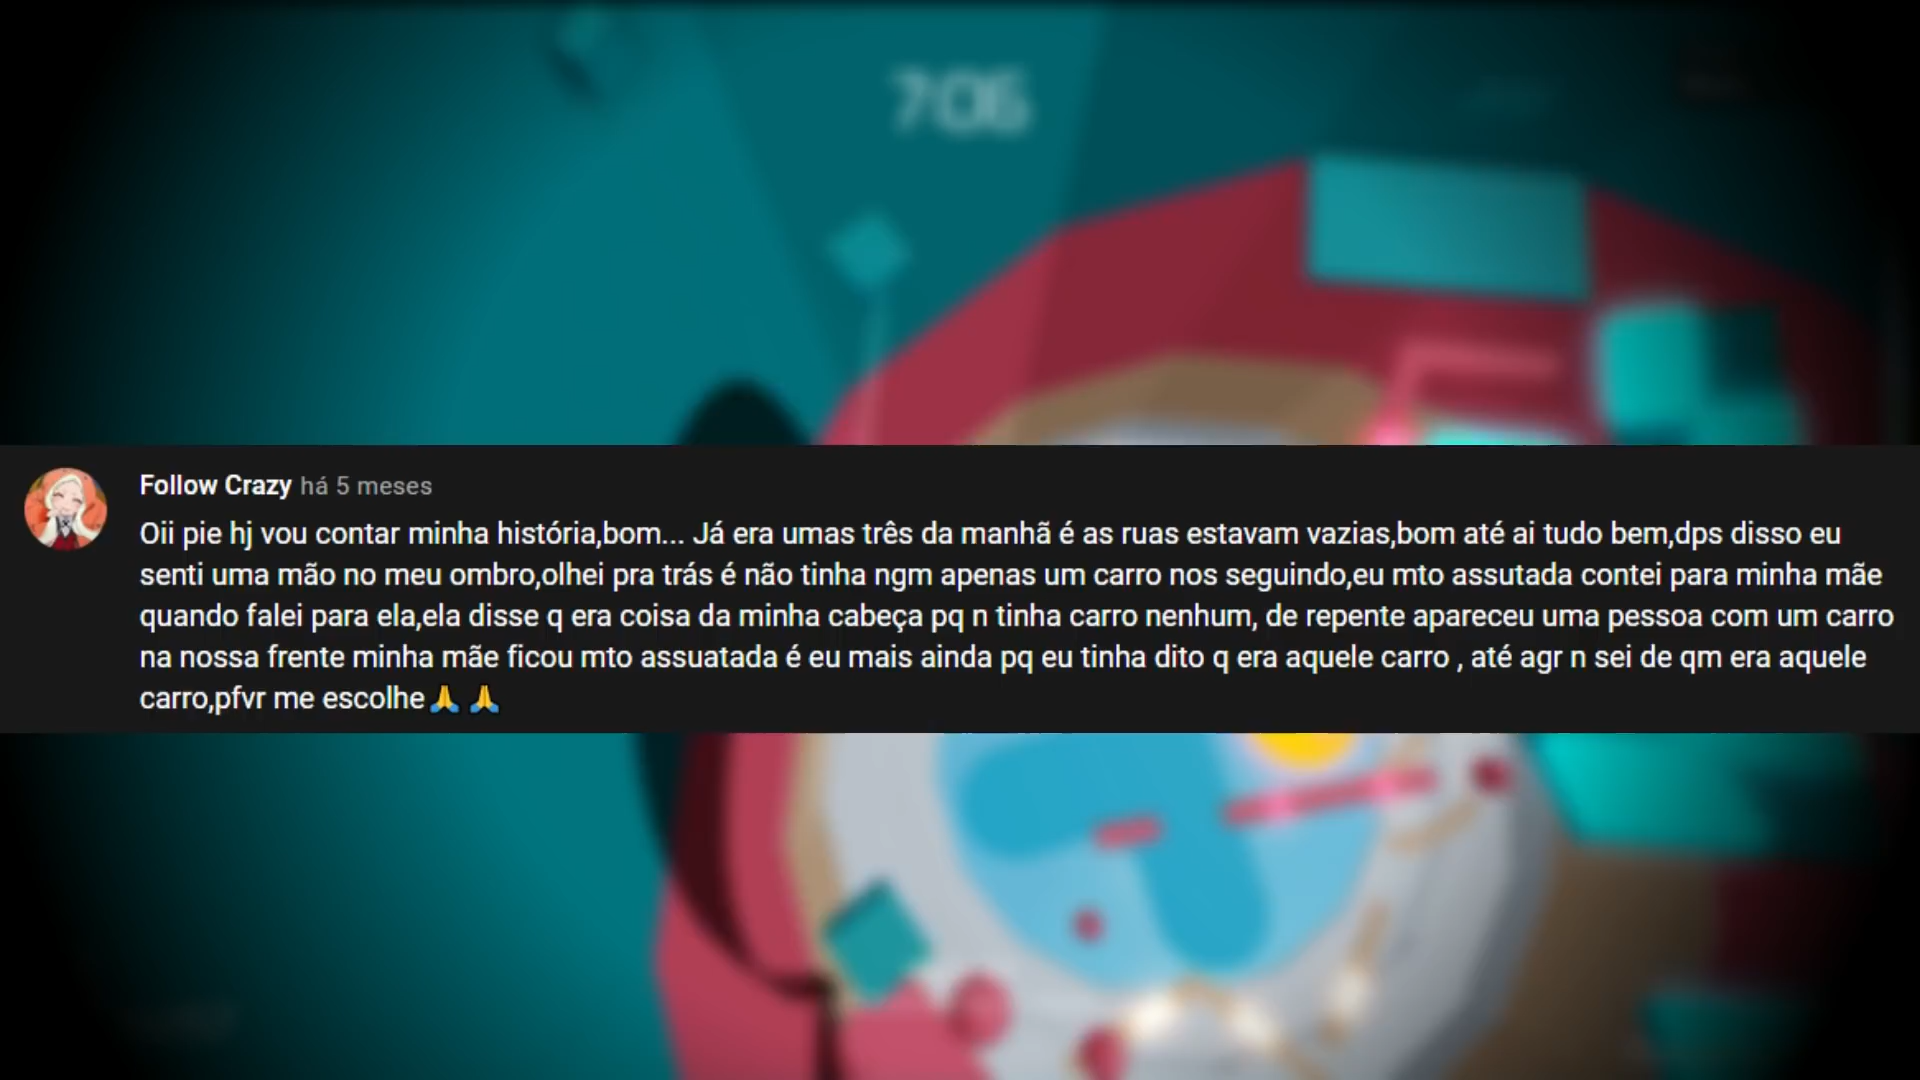 706
Follow Crazy há 5 meses
Oii pie hj vou contar minha história,bom... Já era umas três da manhã é as ruas estavam vazias,bom até ai tudo bem,dps disso eu
senti uma mão no meu ombro,olhei pra trás é não tinha ngm apenas um carro nos seguindo,eu mto assutada contei para minha mãe
quando falei para ela,ela disse q era coisa da minha cabeça pq n tinha carro nenhum, de repente apareceu uma pessoa com um carro
na nossa frente minha mãe ficou mto assuatada é eu mais ainda pq eu tinha dito q era aquele carro , até agr n sei de qm era aquele
carro,pfvr me escolhe🙏 🙏